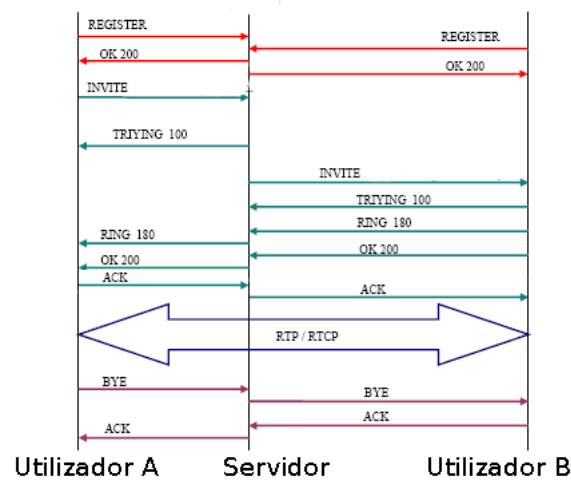 REGISTER
REGISTER
OK 200
OK 200
INVITE
TRIYING 100
INVITE
TRIYING 100
RING 180
RING 180
OK 200
OK 200
ACK
ACK
RTP / RTCP
BYE
BYE
ACK
ACK
Utilizador A Servidor Utilizador B